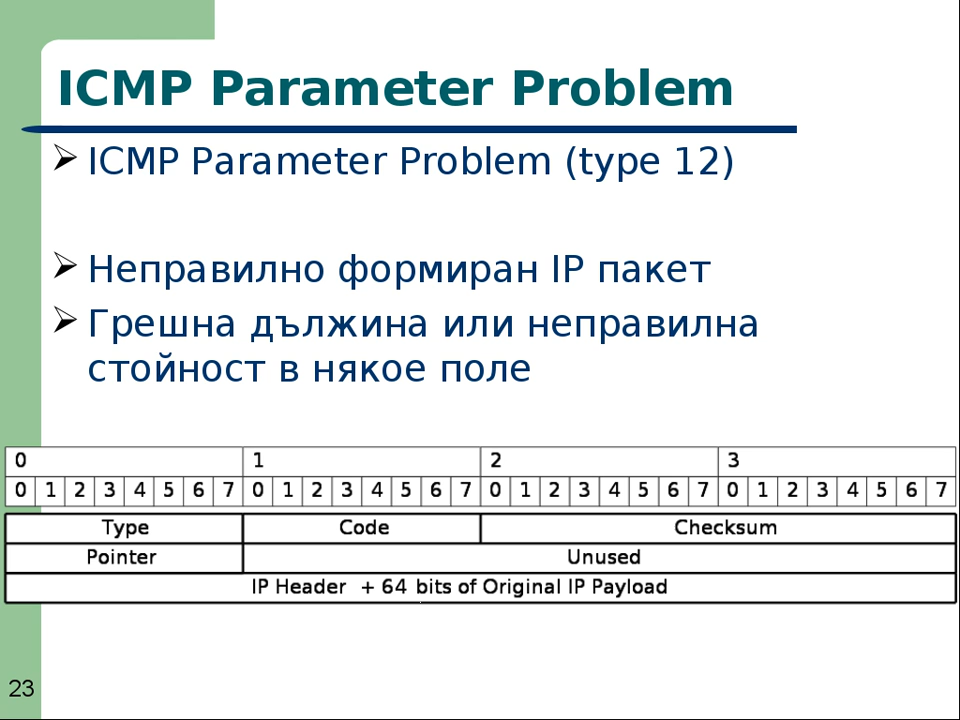 ICMP Parameter Problem
ICMP Parameter Problem (type 12)
Неправилно формиран IP пакет
Грешна дължина или неправилна
стойност в някое поле
0 1 2 3
0 1 2 3 4 5 6 7 0 1 2 3 4 5 6 7 0 1 2 3 4 5 6 7 0 1 2 3 4 5 6 7
Type Code Checksum
Pointer Unused
IP Header + 64 bits of Original IP Payload
23